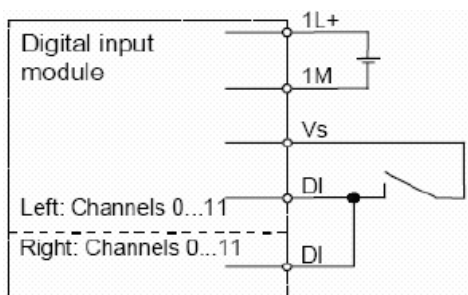 1L+
Digital input
module
1M
Vs
DI
Left: Channels 0...11
Right: Channels 0...11
DI